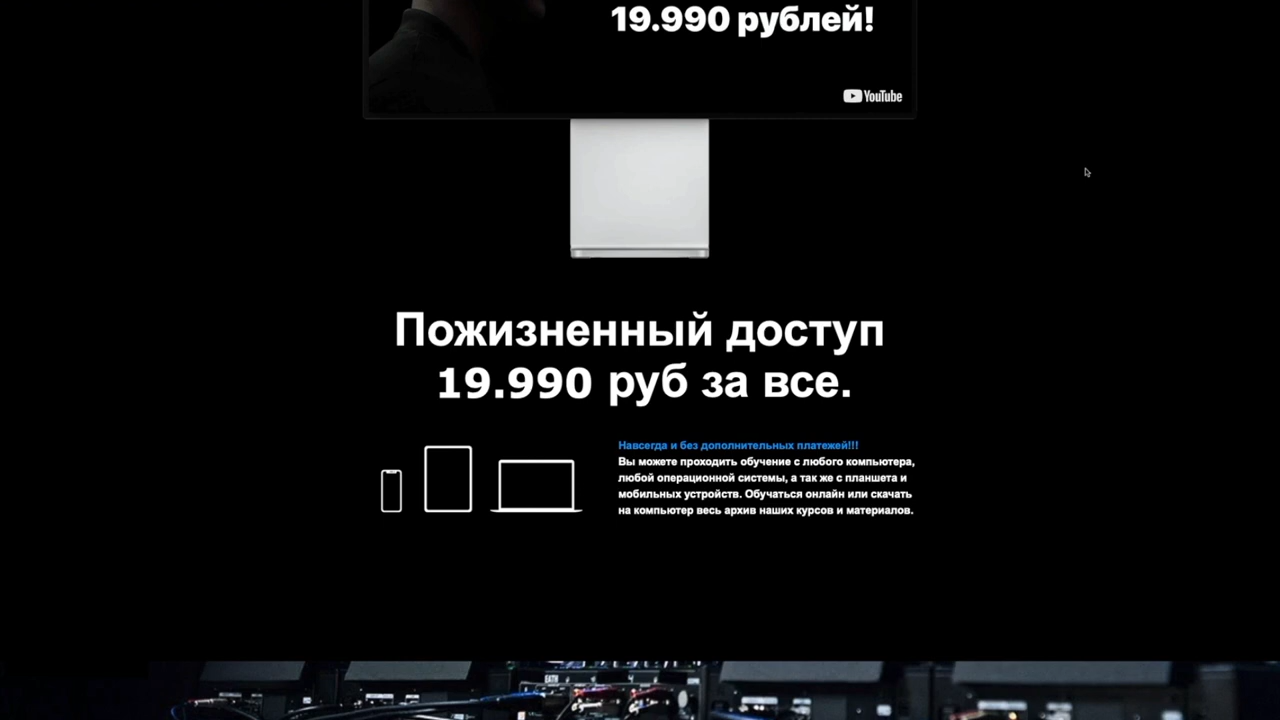 19.990 рублей!
YouTube
Пожизненный доступ
19.990 руб за все.
Навсегда и без дополнительных платежей!!!
Вы можете проходить обучение с любого компьютера,
любой операционной системы, а так же с планшета и
мобильных устройств. Обучаться онлайн или скачать
на компьютер весь архив наших курсов и материалов.